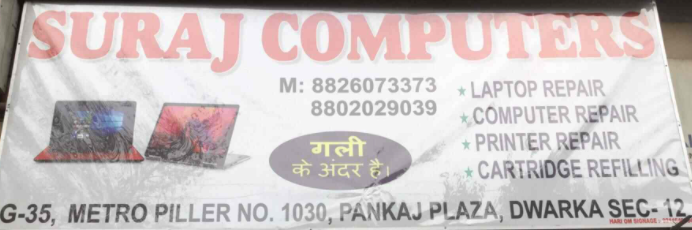 SURAJ COMPUTERS
M: 8826073373
8802029039
LAPTOP REPAIR
COMPUTER REPAIR
PRINTER REPAIR
CARTRIDGE REFILLING
गली
के अंदर है।
G-35, METRO PILLER NO. 1030, PANKAJ PLAZA, DWARKA SEC- 12